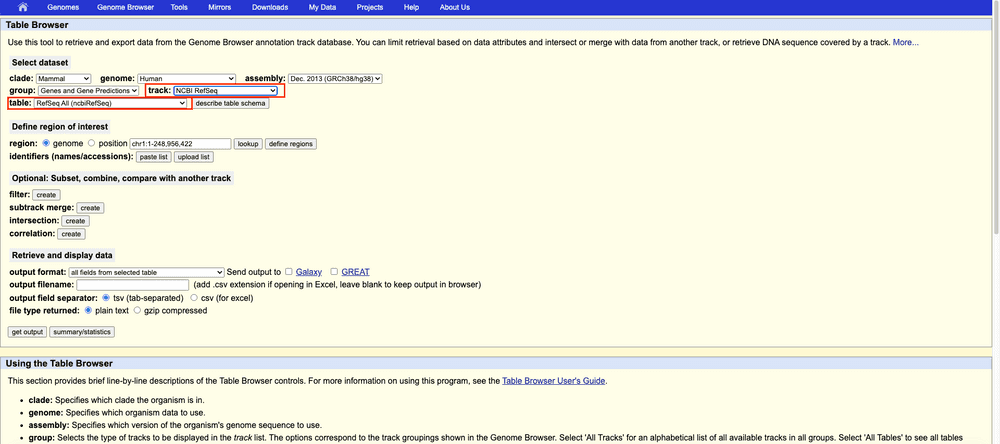 Genomes Genome Browser Tools Mirrors Downloads My Data Projects Help About Us
Table Browser
Use this tool to retrieve and export data from the Genome Browser annotation track database. You can limit retrieval based on data attributes and intersect or merge with data from another track, or retrieve DNA sequence covered by a track. More...
Select dataset
clade: Mammal genome: Human assembly: Dec. 2013 (GRCh38/hg38)
group: Genes and Gene Predictions track: NCBI RefSeq
table: RefSeq All (ncbiRefSeq) describe table schema
Define region of interest
region: genome position chr1:1-248,956,422 lookup define regions
identifiers (names/accessions): paste list upload list
Optional: Subset, combine, compare with another track
filter: create
subtrack merge: create
intersection: create
correlation: create
Retrieve and display data
output format: all fields from selected table Send output to Galaxy GREAT
output filename: (add .csv extension if opening in Excel, leave blank to keep output in browser)
output field separator: tsv (tab-separated) csv (for excel)
file type returned: plain text gzip compressed
get output summary/statistics
Using the Table Browser
This section provides brief line-by-line descriptions of the Table Browser controls. For more information on using this program, see the Table Browser User's Guide.
• clade: Specifies which clade the organism is in.
• genome: Specifies which organism data to use.
• assembly: Specifies which version of the organism's genome sequence to use.
• group: Selects the type of tracks to be displayed in the track list. The options correspond to the track groupings shown in the Genome Browser. Select 'All Tracks' for an alphabetical list of all available tracks in all groups. Select 'All Tables' to see all tables